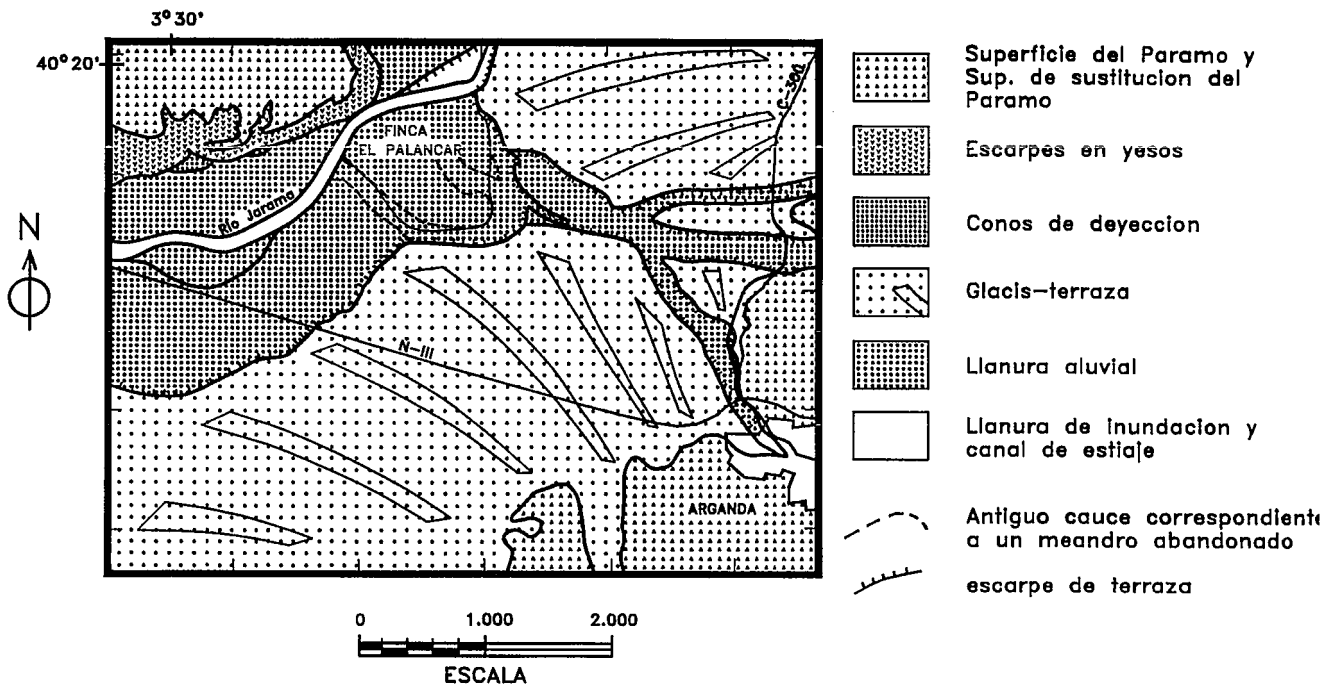 3°30'
40°20'
FINCA
EL PALANCAR
Río Jarama
N-III
ARGANDA
N
Superficie del Paramo y
Sup. de sustitucion del
Paramo
Escarpes en yesos
Conos de deyeccion
Glacis-terraza
Llanura aluvial
Llanura de inundacion y
canal de estiaje
Antiguo cauce correspondiente
a un meandro abandonado
escarpe de terraza
0 1.000 2.000
ESCALA